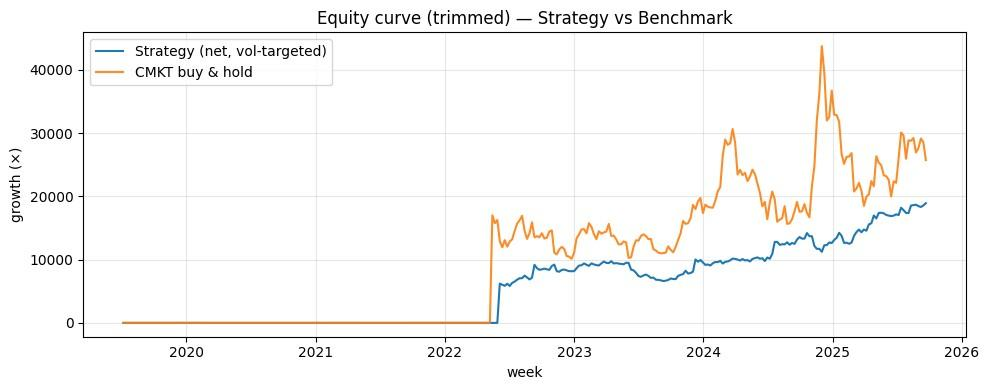 Equity curve (trimmed) — Strategy vs Benchmark
Strategy (net, vol-targeted)
CMKT buy & hold
growth (×)
40000
30000
20000
10000
0
2020
2021
2022
2023
2024
2025
2026
week